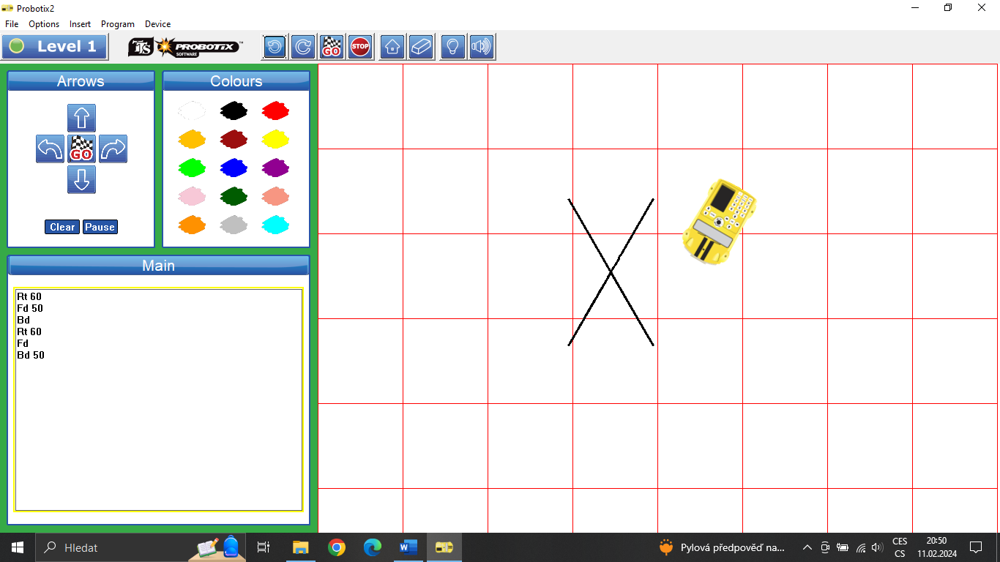 Probotix2
File Options Insert Program Device
Level 1
TTS PROBOTIX™
SOFTWARE
GO STOP
Arrows
Colours
GO
Clear Pause
Main
Rt 60
Fd 50
Bd
Rt 60
Fd
Bd 50
Hledat
W
Pylová předpověď na...
CES
CS
20:50
11.02.2024